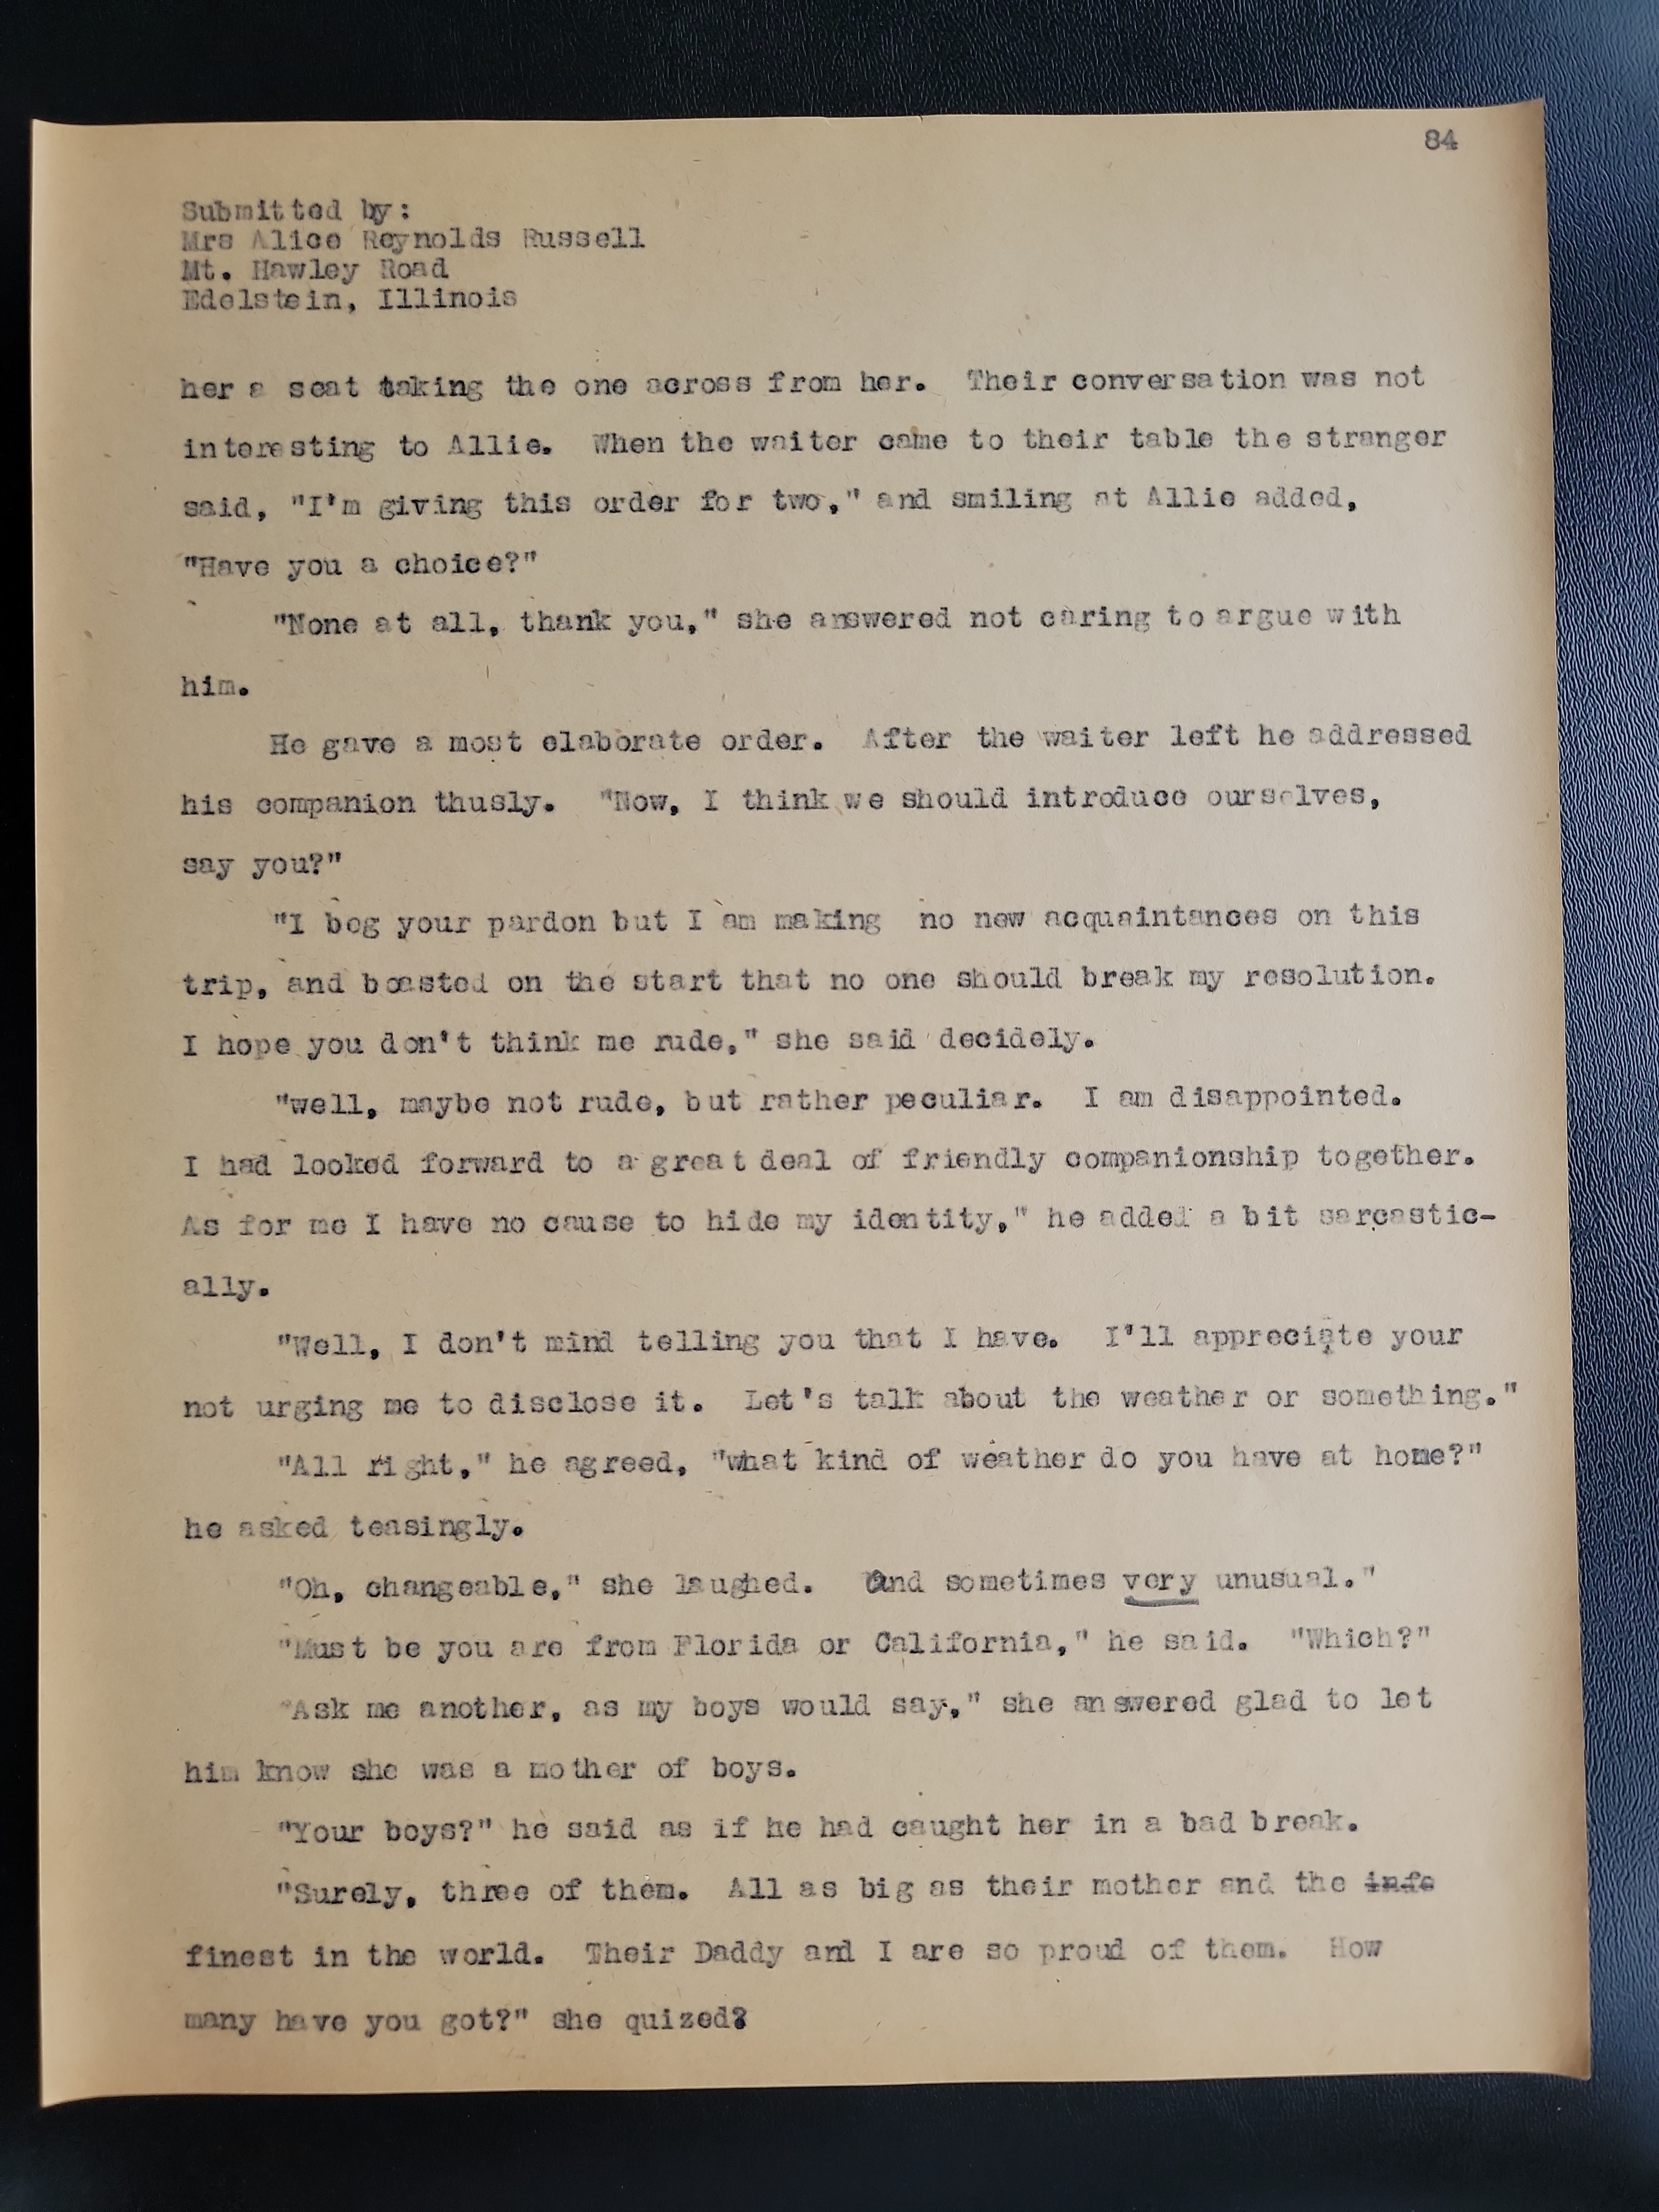 84
Submitted by:
Mrs Alice Reynolds Russell
Mt. Hawley Road
Edelstein, Illinois
her a seat taking the one across from her. Their conversation was not
interesting to Allie. When the waiter came to their table the stranger
said, "I'm giving this order for two," and smiling at Allie added,
"Have you a choice?"
"None at all, thank you," she answered not caring to argue with
him.
He gave a most elaborate order. After the waiter left he addressed
his companion thusly. "Now, I think we should introduce ourselves,
say you?"
"I beg your pardon but I am making no new acquaintances on this
trip, and boasted on the start that no one should break my resolution.
I hope you don't think me rude," she said decidely.
"well, maybe not rude, but rather peculiar. I am disappointed.
I had looked forward to a great deal of friendly companionship together.
As for me I have no cause to hide my identity," he added a bit sarcastic-
ally.
"Well, I don't mind telling you that I have. I'll appreciate your
not urging me to disclose it. Let's talk about the weather or something."
"All right," he agreed, "what kind of weather do you have at home?"
he asked teasingly.
"Oh, changeable," she laughed. And sometimes very unusual."
"Must be you are from Florida or California," he said. "Which?"
"Ask me another, as my boys would say," she answered glad to let
him know she was a mother of boys.
"Your boys?" he said as if he had caught her in a bad break.
"Surely, three of them. All as big as their mother and the infe
finest in the world. Their Daddy and I are so proud of them. How
many have you got?" she quized?